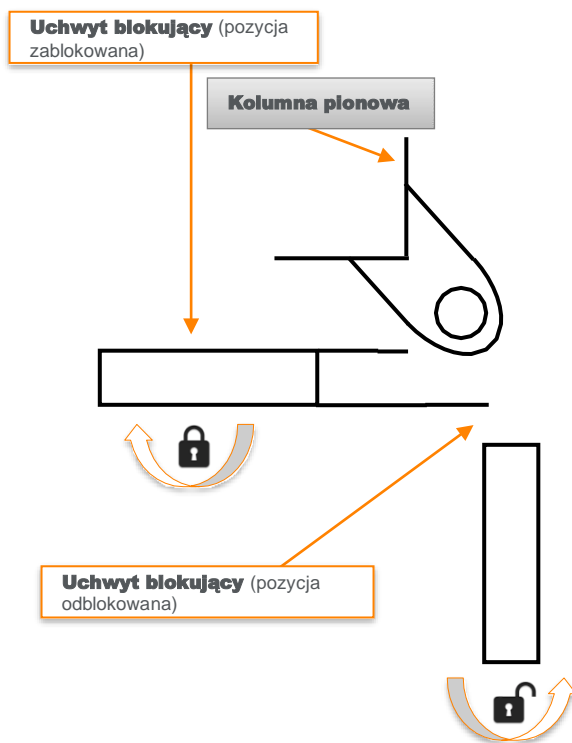 Uchwyt blokujący (pozycja
zablokowana)
Kolumna pionowa
Uchwyt blokujący (pozycja
odblokowana)